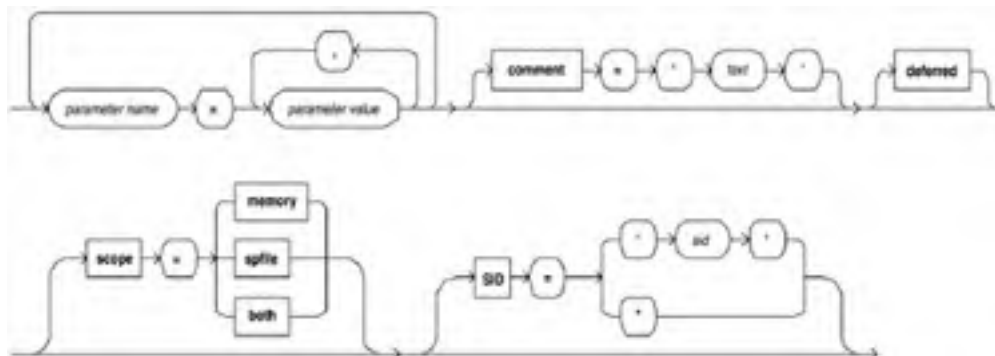 ,
comment = ' text ' deferred
parameter name = parameter value
memory
scope = spfile
both
' sid '
SID =
*